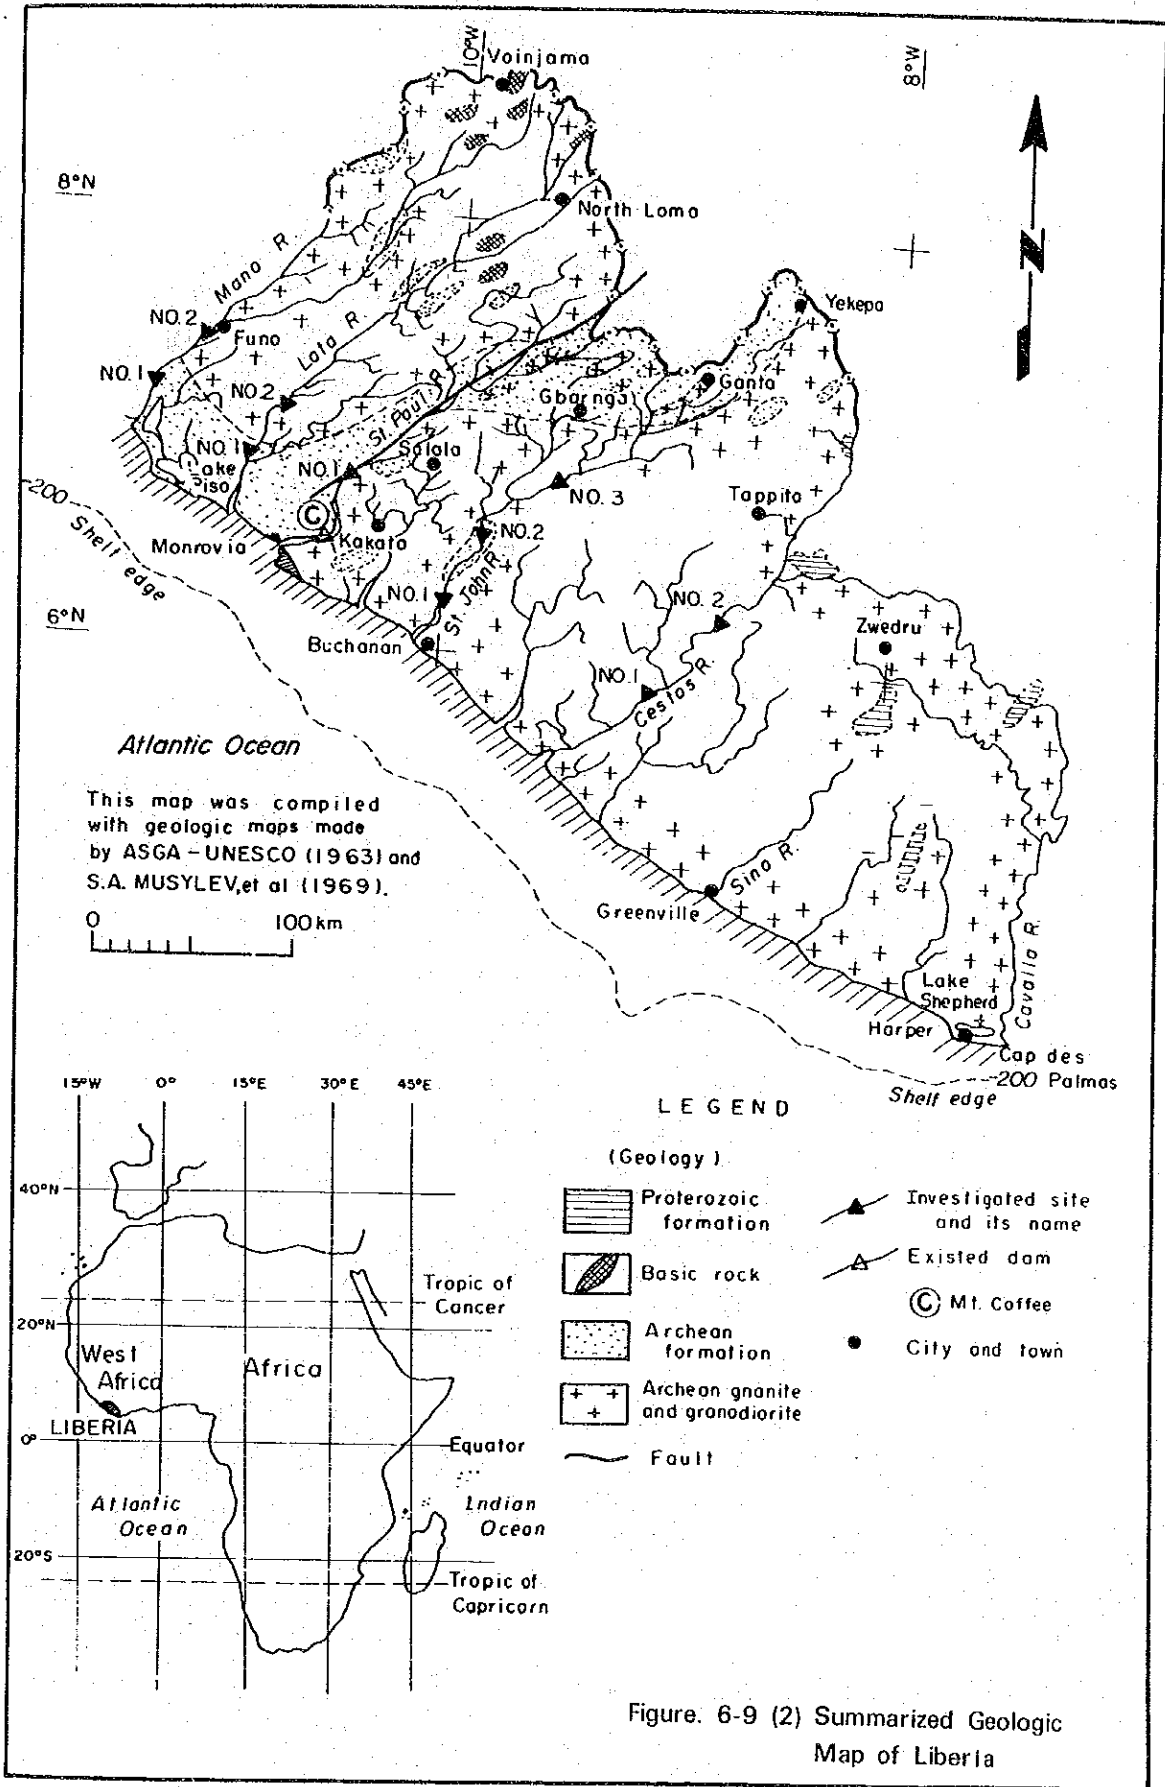 10°W
8°W
Voinjama
8°N
North Loma
Mano R.
Yekepa
NO.2
Funo
Lofa R.
NO.1
NO.2
St. Paul R.
Gbarnga
Ganta
NO.1
Lake
Piso
NO.1
Salala
NO.3
Tappita
-200
Shelf edge
C
Monrovia
Kakata
NO.2
6°N
NO.1
St. John R.
NO.2
Zwedru
Buchanan
NO.1
Cestos R.
Atlantic Ocean
This map was compiled
with geologic maps made
by ASGA-UNESCO (1963) and
S.A. MUSYLEV, et al (1969).
0 100 km
Sino R.
Greenville
Cavalla R.
Lake
Shepherd
Harper
Cap des
Palmas
-200
Shelf edge
N
15°W 0° 15°E 30°E 45°E
40°N
Tropic of
Cancer
20°N
West
Africa
Africa
LIBERIA
0°
Equator
Atlantic
Ocean
Indian
Ocean
20°S
Tropic of
Capricorn
LEGEND
(Geology)
Proterozoic
formation
Basic rock
Archean
formation
Archean gnanite
and granodiorite
Fault
Investigated site
and its name
Existed dam
C Mt. Coffee
City and town
Figure. 6-9 (2) Summarized Geologic
Map of Liberia